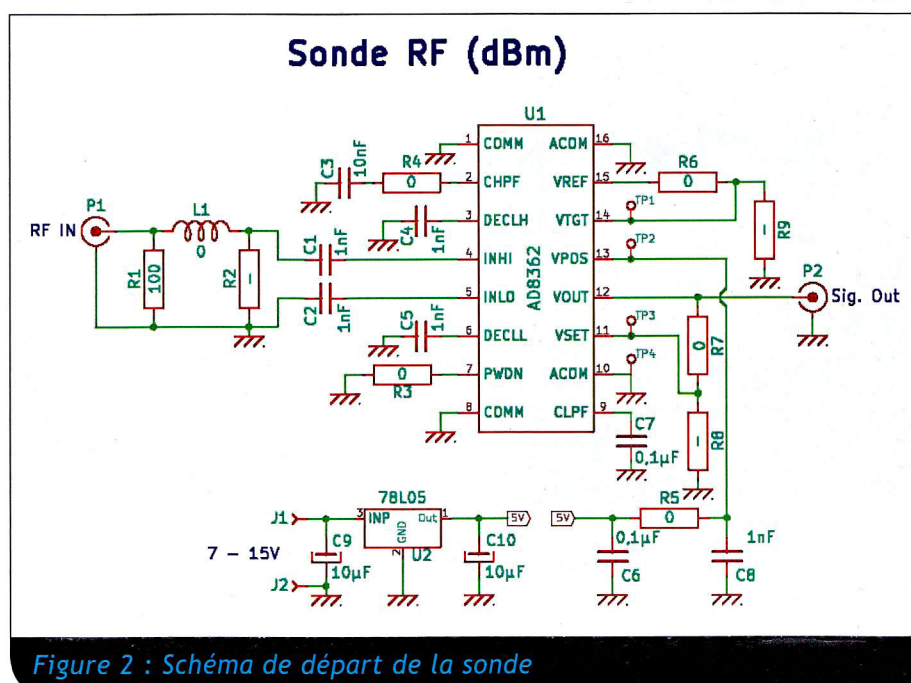 Sonde RF (dBm)
U1
AD8362
1 COMM
2 CHPF
3 DECLH
4 INHI
5 INLO
6 DECLL
7 PWDN
8 COMM
ACOM 16
VREF 15
VTGT 14
VPOS 13
VOUT 12
VSET 11
ACOM 10
CLPF 9
C3
10nF
R4
0
C4
1nF
P1
RF IN
L1
0
R1
100
R2
C1
1nF
C2
1nF
C5
1nF
0
R3
R6
0
TP1
TP2
TP3
TP4
R9
P2
Sig. Out
R7
0
R8
C7
0,1µF
78L05
J1
3 INP
Out 1
GND
2
U2
5V
5V
R5
0
7 – 15V
C9
10µF
C10
10µF
0,1µF
C6
1nF
C8
J2
Figure 2 : Schéma de départ de la sonde